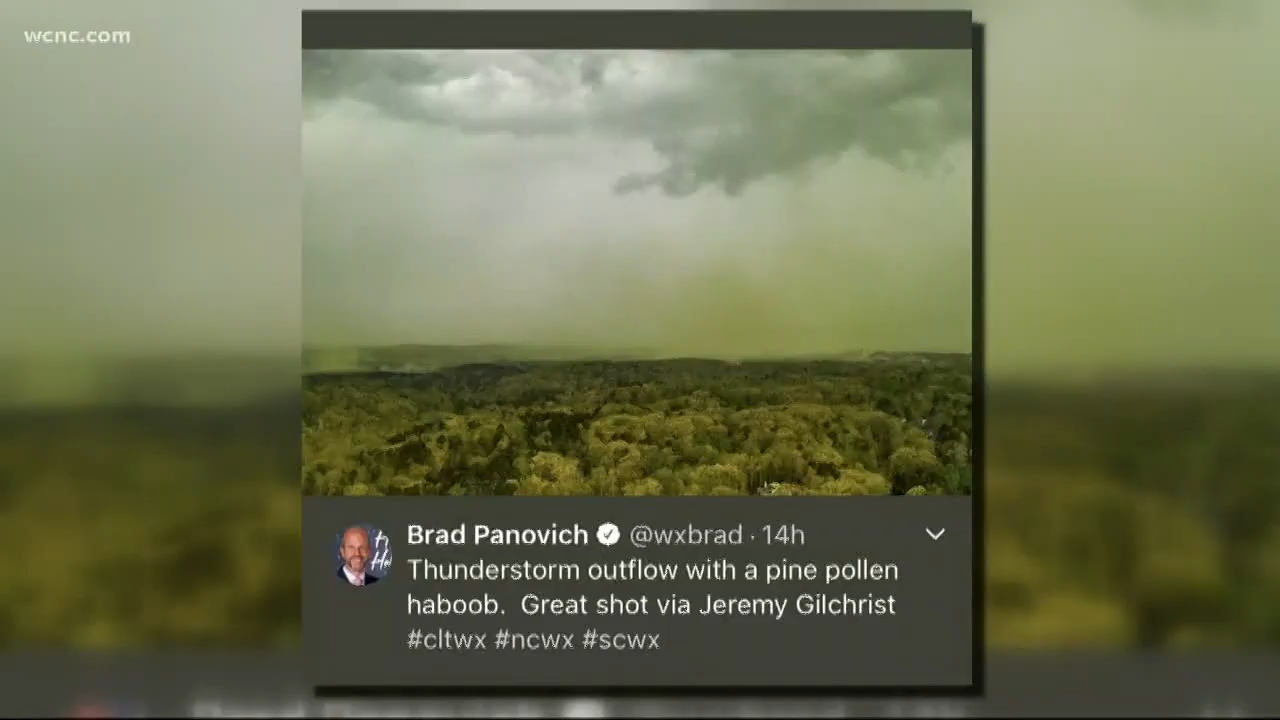 wcnc.com
Brad Panovich @wxbrad · 14h
Thunderstorm outflow with a pine pollen
haboob. Great shot via Jeremy Gilchrist
#cltwx #ncwx #scwx